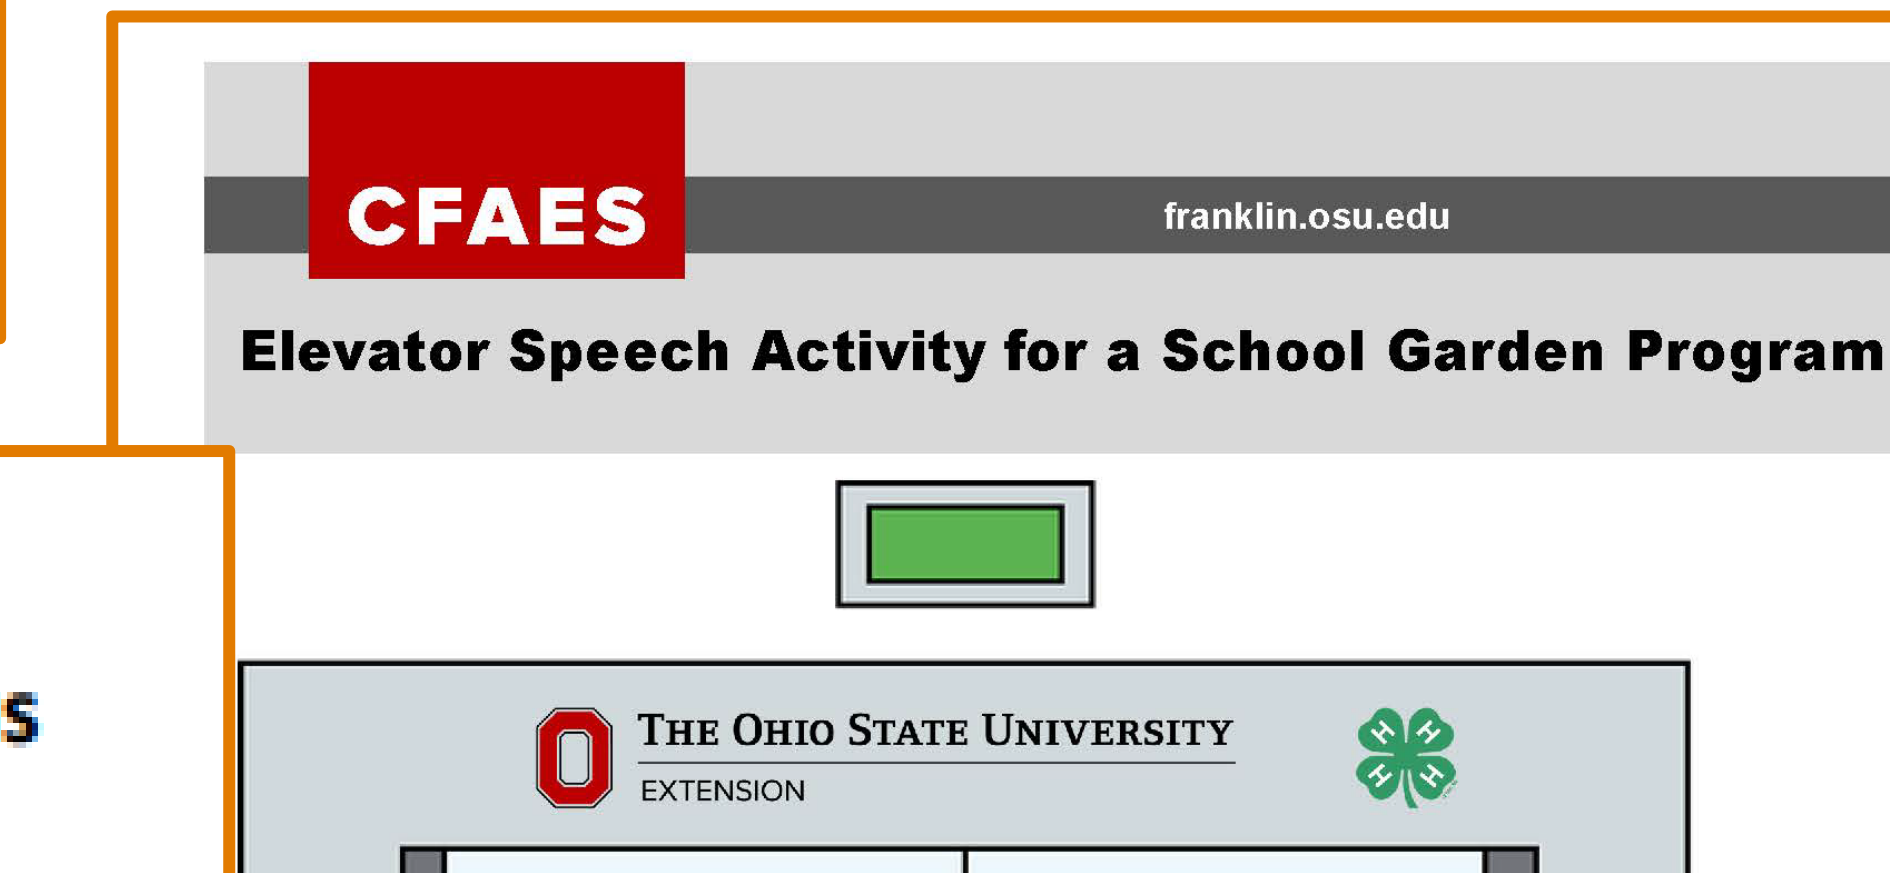 CFAES
franklin.osu.edu
Elevator Speech Activity for a School Garden Program
s
THE OHIO STATE UNIVERSITY
EXTENSION
H H
H H